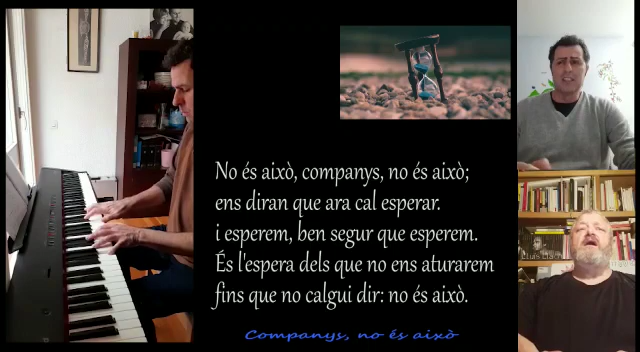 No és això, companys, no és això;
ens diran que ara cal esperar.
i esperem, ben segur que esperem.
És l'espera dels que no ens aturarem
fins que no calgui dir: no és això.
Companys, no és això